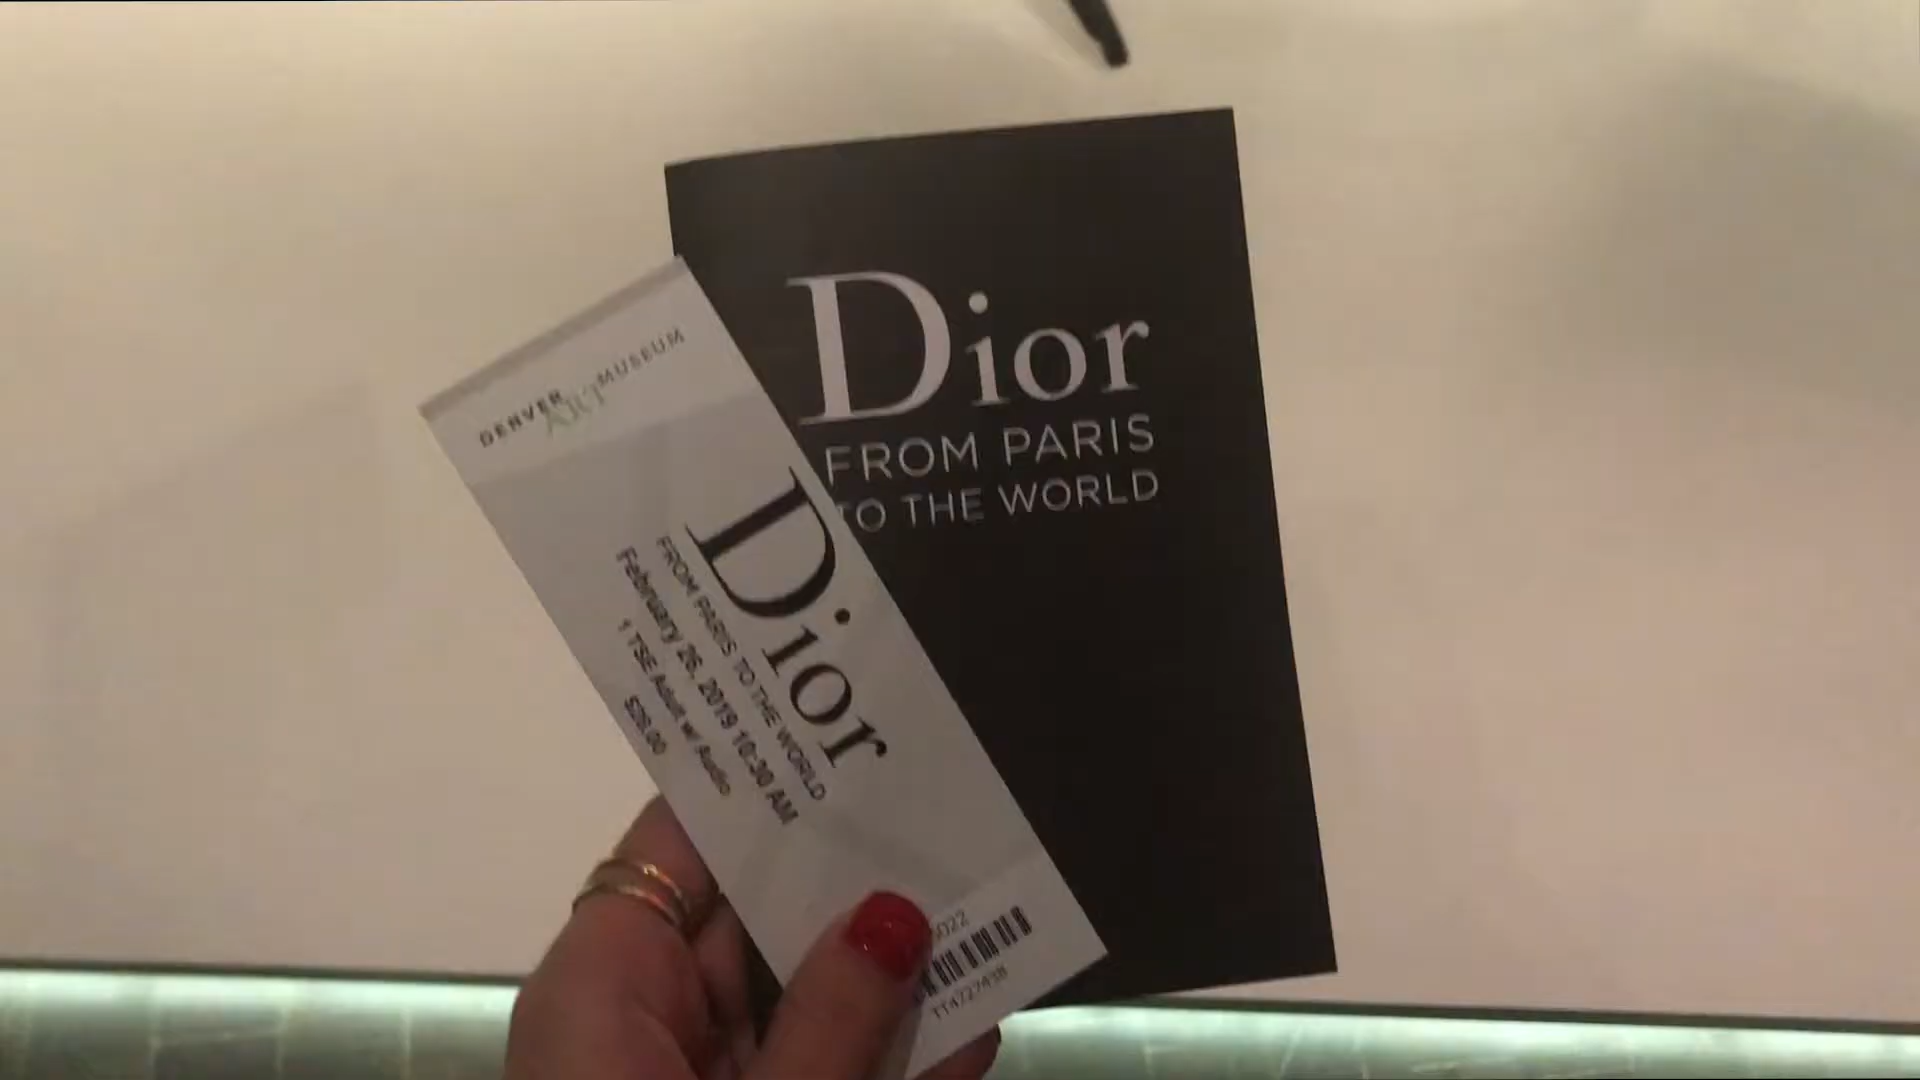 Dior
FROM PARIS
TO THE WORLD
DENVER ART MUSEUM
Dior
FROM PARIS TO THE WORLD
February 26, 2019 10:30 AM
1 TSE Adult w/ Audio
TT4727438